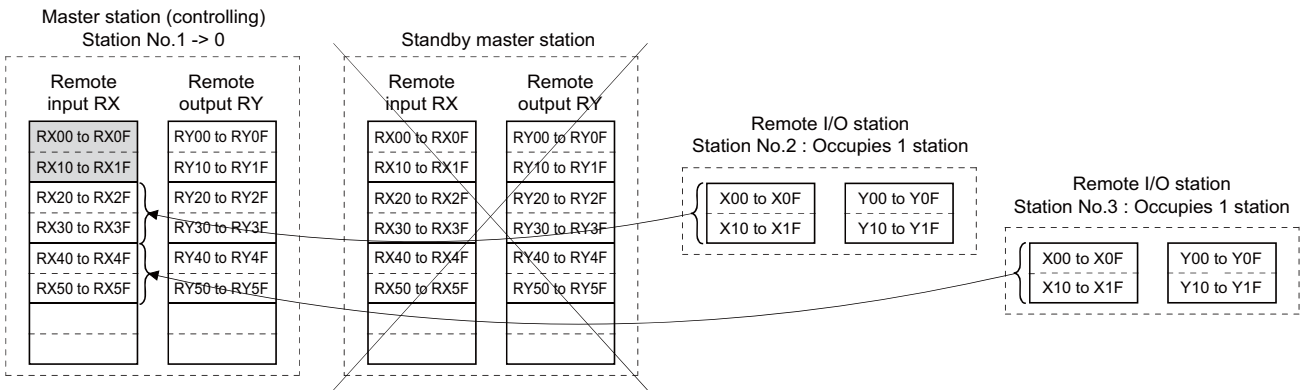 Master station (controlling)
Station No.1 -> 0
Remote
input RX
Remote
output RY
RX00 to RX0F
RY00 to RY0F
RX10 to RX1F
RY10 to RY1F
RX20 to RX2F
RY20 to RY2F
RX30 to RX3F
RY30 to RY3F
RX40 to RX4F
RY40 to RY4F
RX50 to RX5F
RY50 to RY5F
Standby master station
Remote
input RX
Remote
output RY
RX00 to RX0F
RY00 to RY0F
RX10 to RX1F
RY10 to RY1F
RX20 to RX2F
RY20 to RY2F
RX30 to RX3F
RY30 to RY3F
RX40 to RX4F
RY40 to RY4F
RX50 to RX5F
RY50 to RY5F
Remote I/O station
Station No.2 : Occupies 1 station
X00 to X0F
Y00 to Y0F
X10 to X1F
Y10 to Y1F
Remote I/O station
Station No.3 : Occupies 1 station
X00 to X0F
Y00 to Y0F
X10 to X1F
Y10 to Y1F